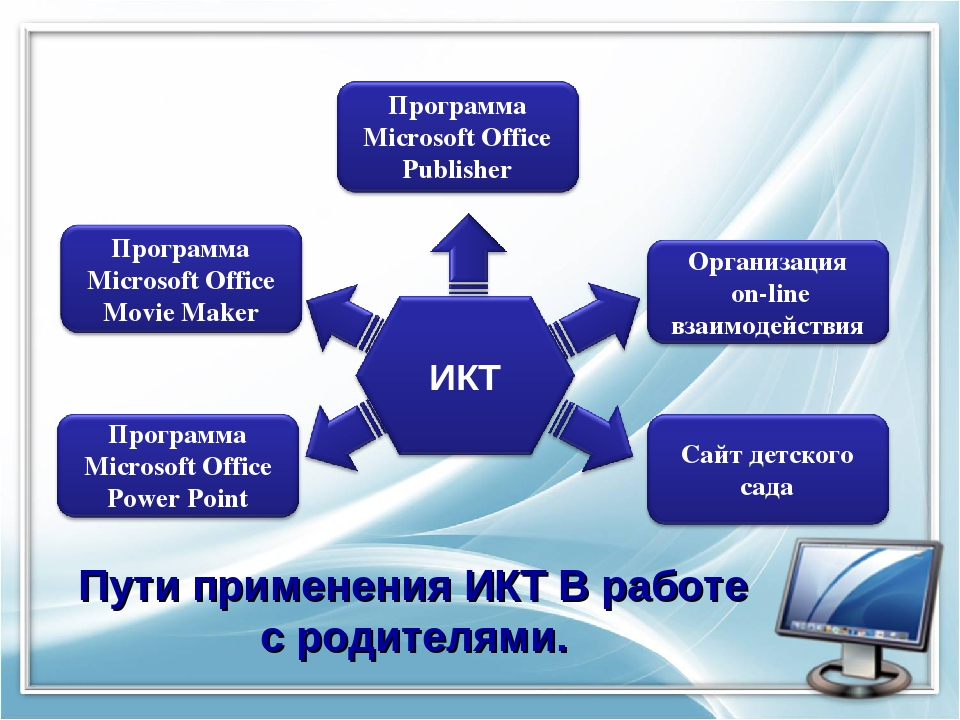 Программа
Microsoft Office
Publisher
Программа
Microsoft Office
Movie Maker
Организация
on-line
взаимодействия
ИКТ
Программа
Microsoft Office
Power Point
Сайт детского
сада
Пути применения ИКТ В работе
с родителями.